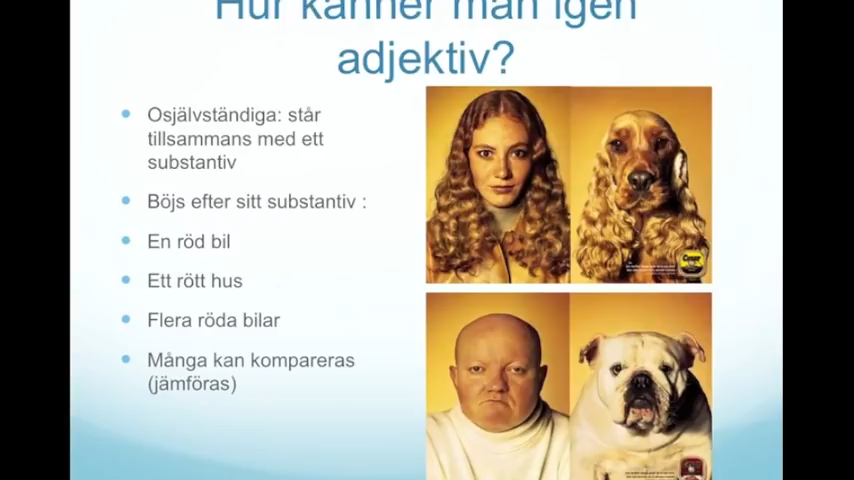 Hur känner man igen
adjektiv?
Osjälvständiga: står
tillsammans med ett
substantiv
Böjs efter sitt substantiv :
En röd bil
Ett rött hus
Flera röda bilar
Många kan kompareras
(jämföras)
Cesar